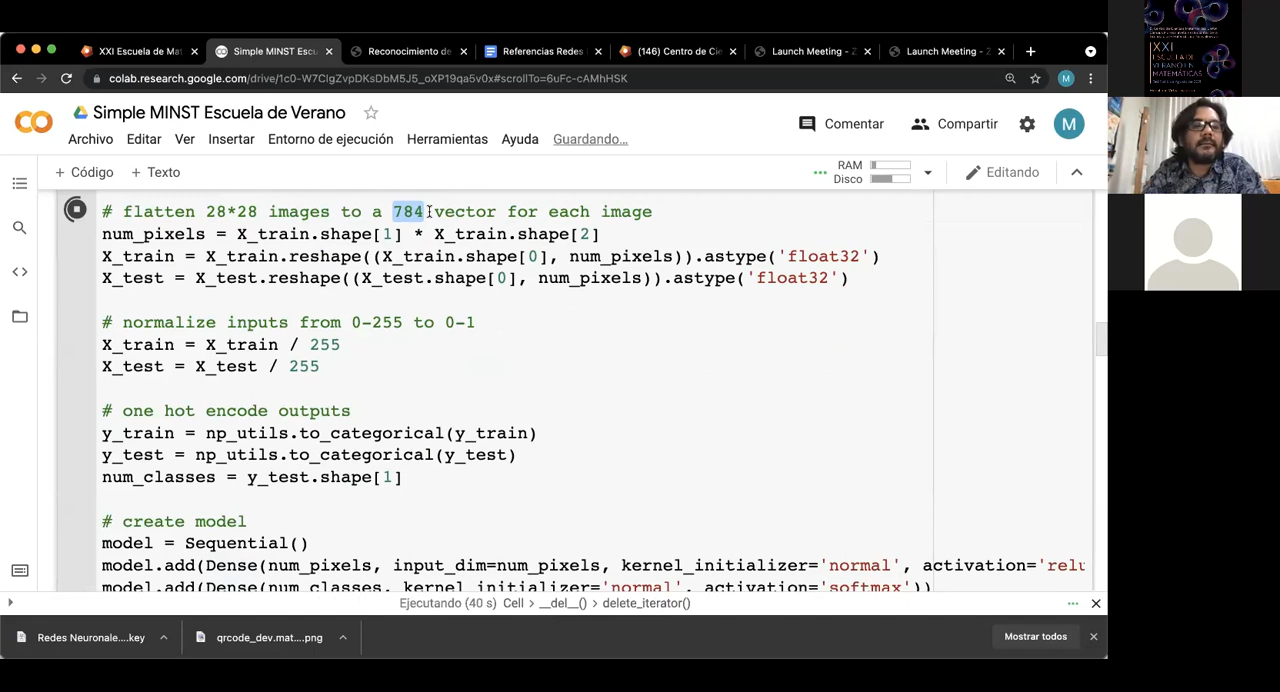 XXI Escuela de Mat
Simple MINST Escu
Reconocimiento de
Referencias Redes
(146) Centro de Cie
Launch Meeting - Z
Launch Meeting - Z
colab.research.google.com/drive/1c0-W7ClgZvpDKsDbM5J5_oXP19qa5v0x#scrollTo=6uFc-cAMhHSK
M
Simple MINST Escuela de Verano
Comentar
Compartir
M
Archivo Editar Ver Insertar Entorno de ejecución Herramientas Ayuda Guardando...
+ Código + Texto
RAM
Disco
Editando
# flatten 28*28 images to a 784 vector for each image
num_pixels = X_train.shape[1] * X_train.shape[2]
X_train = X_train.reshape((X_train.shape[0], num_pixels)).astype('float32')
X_test = X_test.reshape((X_test.shape[0], num_pixels)).astype('float32')
# normalize inputs from 0-255 to 0-1
X_train = X_train / 255
X_test = X_test / 255
# one hot encode outputs
y_train = np_utils.to_categorical(y_train)
y_test = np_utils.to_categorical(y_test)
num_classes = y_test.shape[1]
# create model
model = Sequential()
model.add(Dense(num_pixels, input_dim=num_pixels, kernel_initializer='normal', activation='relu
model.add(Dense(num_classes, kernel_initializer='normal', activation='softmax'))
Ejecutando (40 s) Cell > __del__() > delete_iterator()
Redes Neuronale....key
qrcode_dev.mat....png
Mostrar todos
XXI
ESCUELA DE
VERANO EN
MATEMÁTICAS